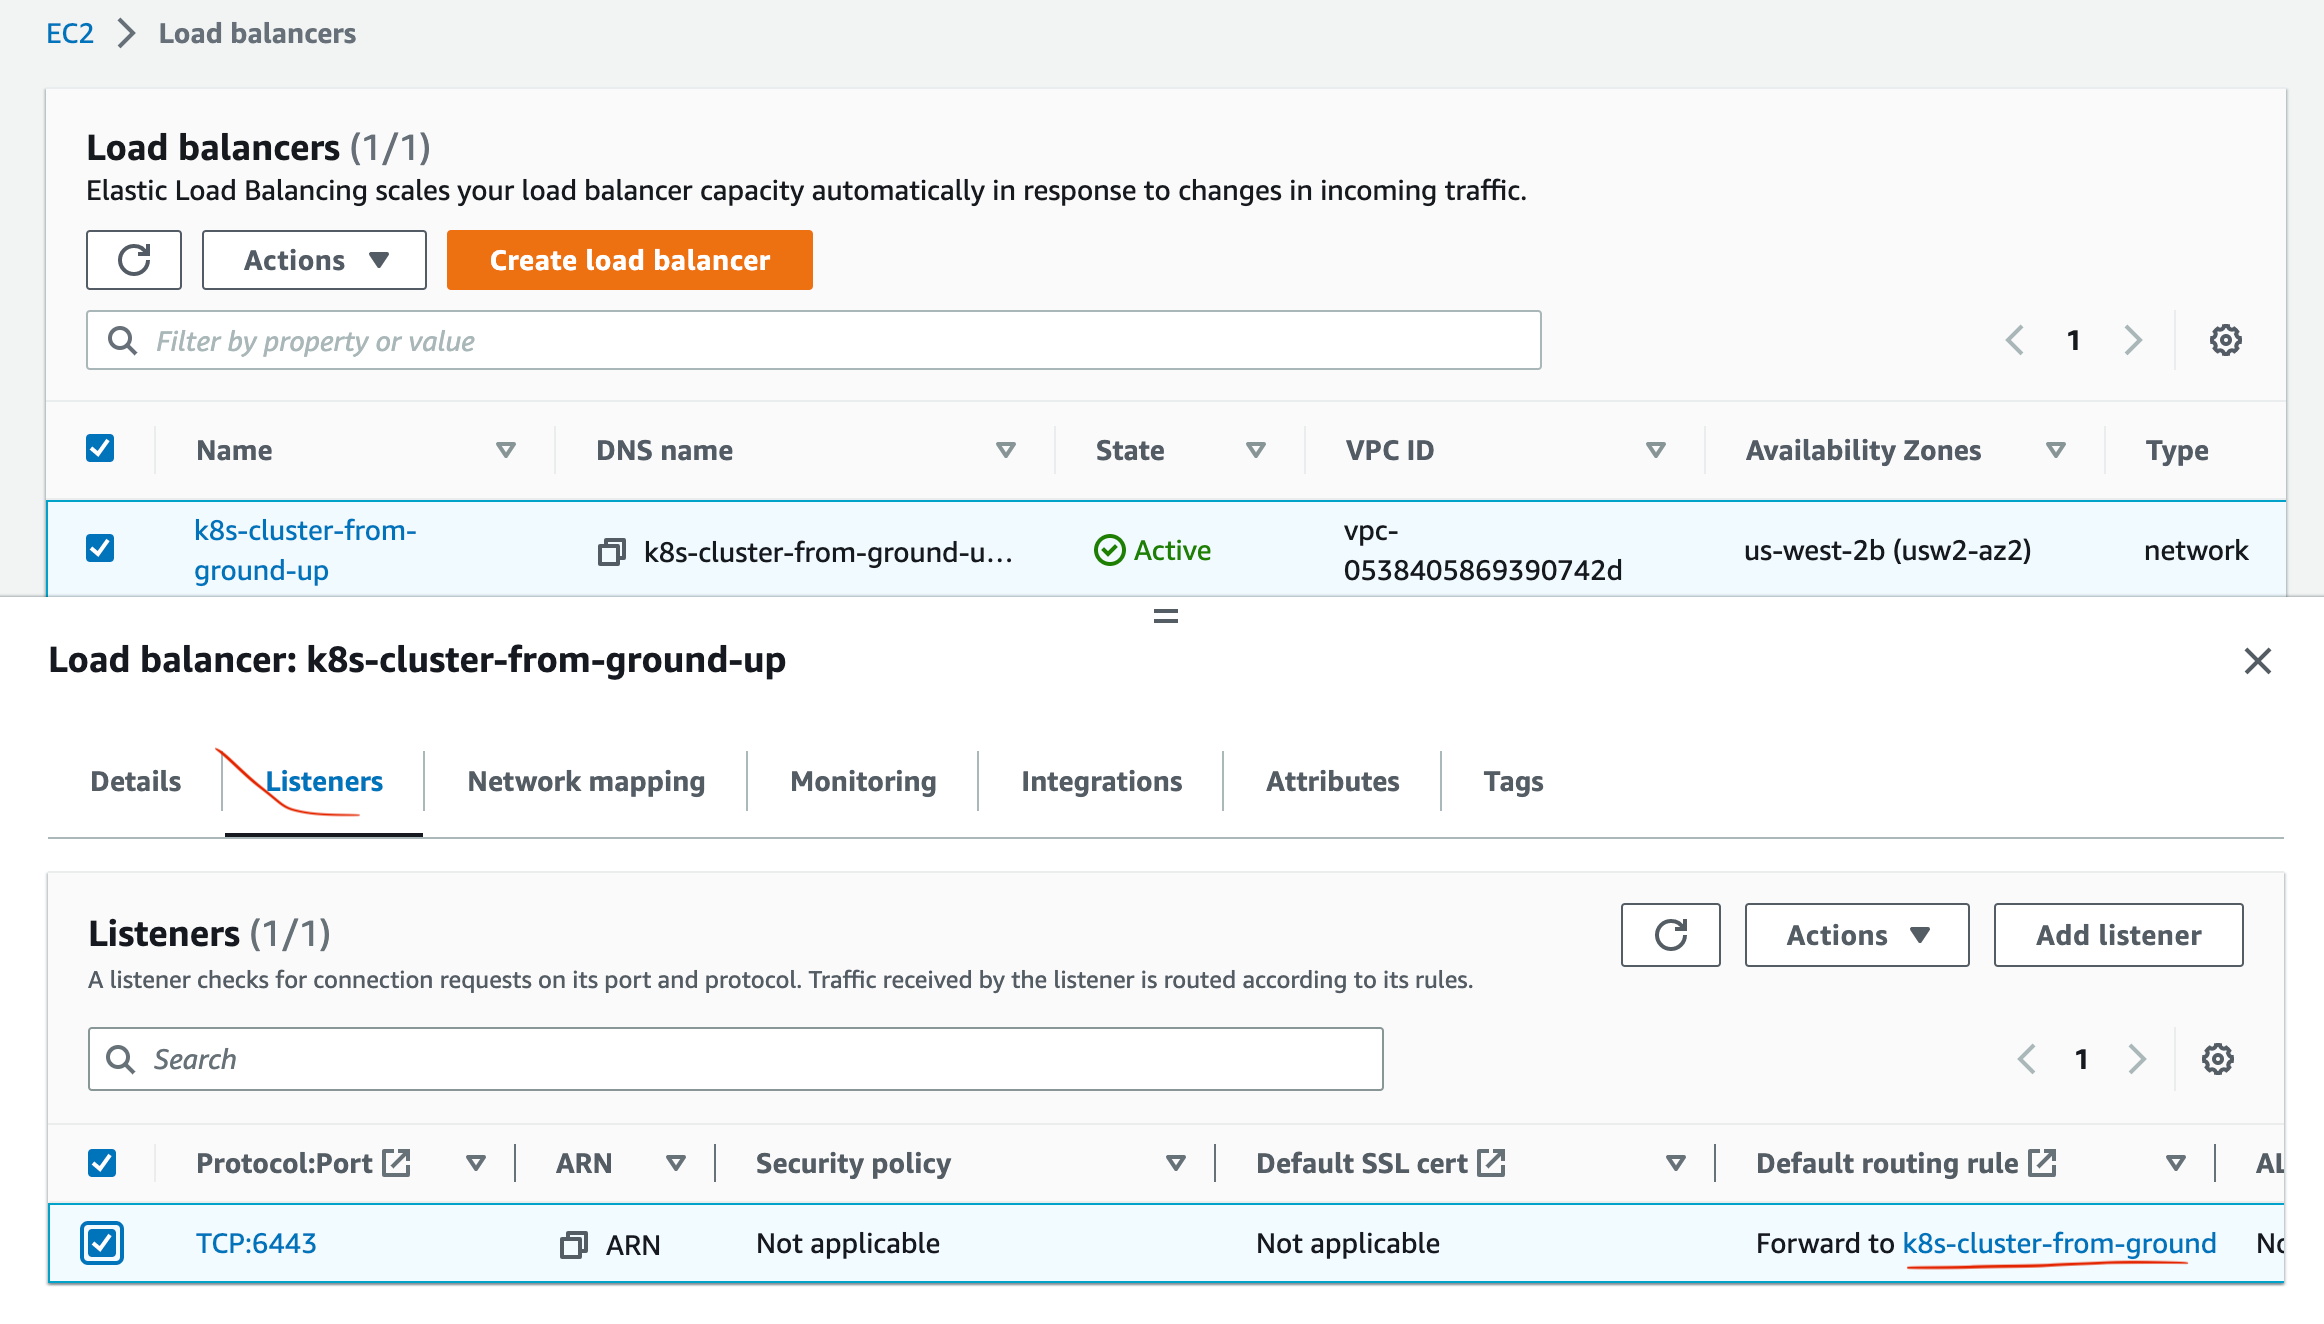 EC2 > Load balancers
Load balancers (1/1)
Elastic Load Balancing scales your load balancer capacity automatically in response to changes in incoming traffic.
Actions Create load balancer
Filter by property or value 1
Name DNS name State VPC ID Availability Zones Type
k8s-cluster-from-ground-up k8s-cluster-from-ground-u... Active vpc-0538405869390742d us-west-2b (usw2-az2) network
Load balancer: k8s-cluster-from-ground-up
Details Listeners Network mapping Monitoring Integrations Attributes Tags
Listeners (1/1) Actions Add listener
A listener checks for connection requests on its port and protocol. Traffic received by the listener is routed according to its rules.
Search 1
Protocol:Port ARN Security policy Default SSL cert Default routing rule AL
TCP:6443 ARN Not applicable Not applicable Forward to k8s-cluster-from-ground